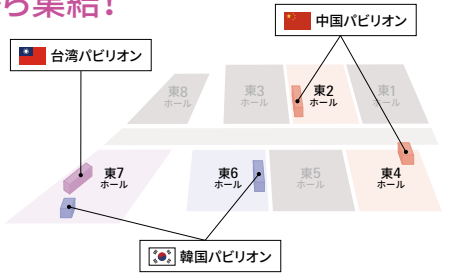 ら集結!
中国パビリオン
台湾パビリオン
東8
ホール
東3
ホール
東2
ホール
東1
ホール
東7
ホール
東6
ホール
東5
ホール
東4
ホール
韓国パビリオン